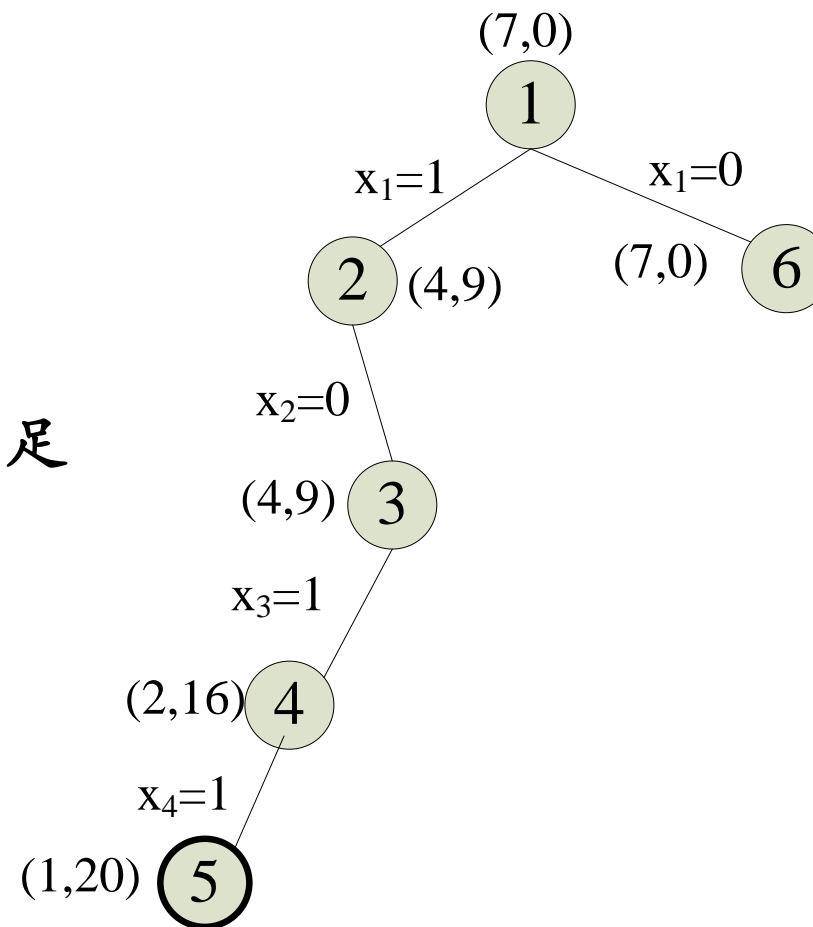 (7,0)
1
x₁=1
x₁=0
2
(4,9)
(7,0)
6
x₂=0
足
(4,9)
3
x₃=1
(2,16)
4
x₄=1
(1,20)
5